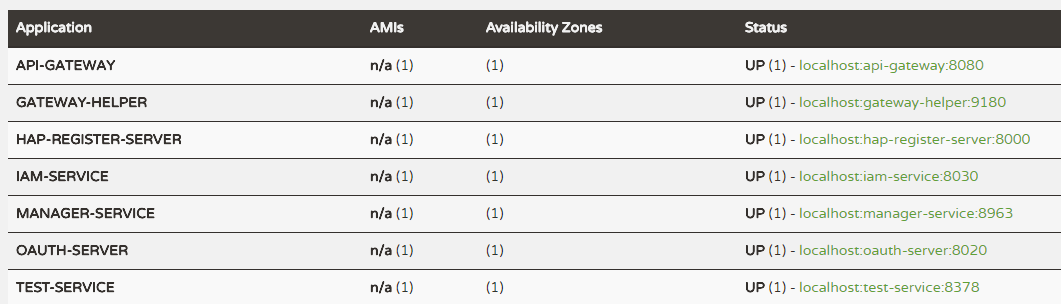 Application AMIs Availability Zones Status
API-GATEWAY n/a (1) (1) UP (1) - localhost:api-gateway:8080
GATEWAY-HELPER n/a (1) (1) UP (1) - localhost:gateway-helper:9180
HAP-REGISTER-SERVER n/a (1) (1) UP (1) - localhost:hap-register-server:8000
IAM-SERVICE n/a (1) (1) UP (1) - localhost:iam-service:8030
MANAGER-SERVICE n/a (1) (1) UP (1) - localhost:manager-service:8963
OAUTH-SERVER n/a (1) (1) UP (1) - localhost:oauth-server:8020
TEST-SERVICE n/a (1) (1) UP (1) - localhost:test-service:8378